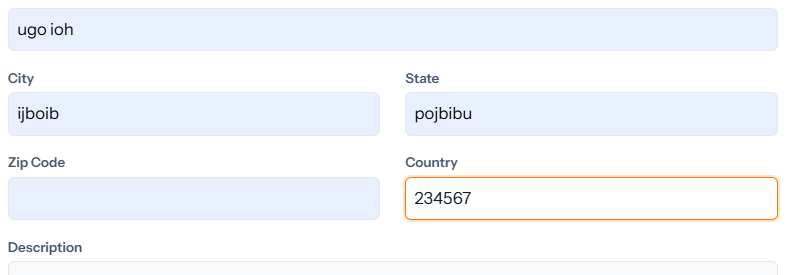 ugo ioh
City
State
ijboib
pojbibu
Zip Code
Country
234567
Description